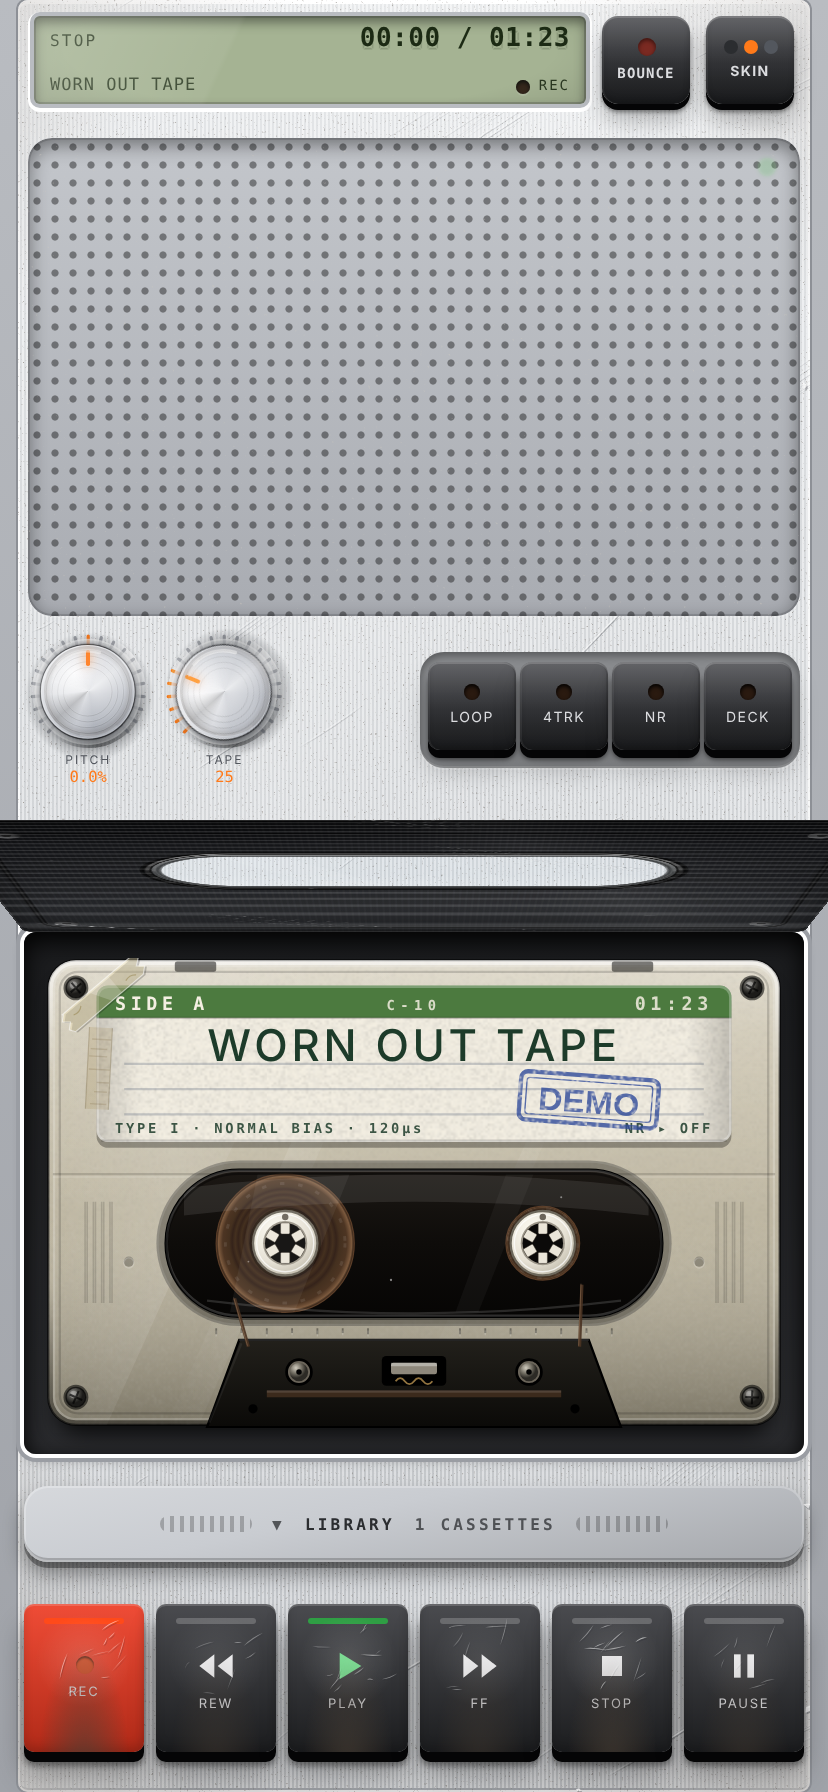 STOP
00:00 / 01:23
WORN OUT TAPE
REC
BOUNCE
SKIN
PITCH
0.0%
TAPE
25
LOOP
4TRK
NR
DECK
SIDE A
C-10
01:23
WORN OUT TAPE
DEMO
TYPE I · NORMAL BIAS · 120µs
NR ▸ OFF
▼ LIBRARY 1 CASSETTES
REC
REW
PLAY
FF
STOP
PAUSE